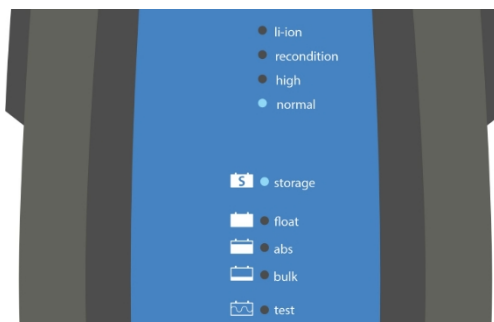 li-ion
recondition
high
normal
S storage
float
abs
bulk
test